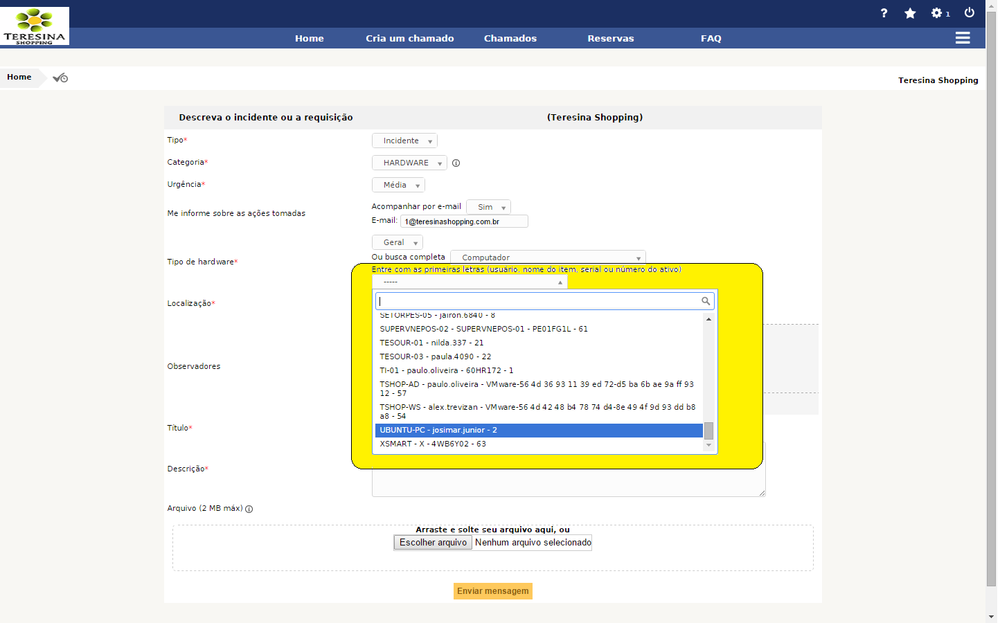 TERESINA
SHOPPING
? 1
Home Cria um chamado Chamados Reservas FAQ
Home
Teresina Shopping
Descreva o incidente ou a requisição (Teresina Shopping)
Tipo* Incidente
Categoria* HARDWARE
Urgência* Média
Me informe sobre as ações tomadas
Acompanhar por e-mail Sim
E-mail: 1@teresinashopping.com.br
Tipo de hardware*
Geral
Ou busca completa Computador
Entre com as primeiras letras (usuário, nome do item, serial ou número do ativo)
-----
Localização*
SETORPES-05 - jairon.6840 - 8
SUPERVNEPOS-02 - SUPERVNEPOS-01 - PE01FG1L - 61
TESOUR-01 - nilda.337 - 21
TESOUR-03 - paula.4090 - 22
Observadores
TI-01 - paulo.oliveira - 60HR172 - 1
TSHOP-AD - paulo.oliveira - VMware-56 4d 36 93 11 39 ed 72-d5 ba 6b ae 9a ff 93
12 - 57
TSHOP-WS - alex.trevizan - VMware-56 4d 42 48 b4 78 74 d4-8e 49 4f 9d 93 dd b8
a8 - 54
Título*
UBUNTU-PC - josimar.junior - 2
XSMART - X - 4WB6Y02 - 63
Descrição*
Arquivo (2 MB máx)
Arraste e solte seu arquivo aqui, ou
Escolher arquivo Nenhum arquivo selecionado
Enviar mensagem